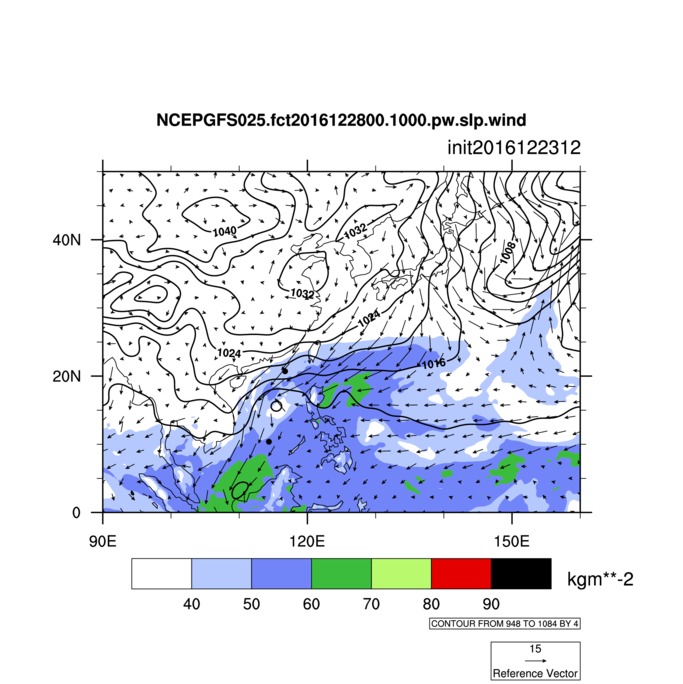 NCEPGFS025.fct2016122800.1000.pw.slp.wind
init2016122312
1040
1032
1032
1024
1024
1016
1008
40N
20N
0
90E 120E 150E
40 50 60 70 80 90
kgm**-2
CONTOUR FROM 948 TO 1084 BY 4
15
Reference Vector